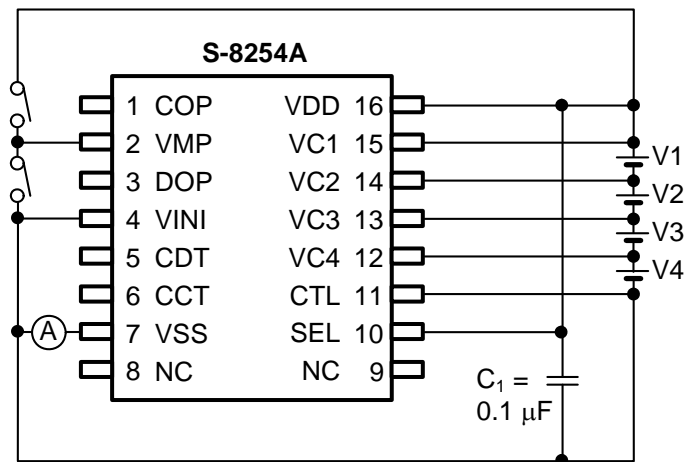 S-8254A
1 COP VDD 16
2 VMP VC1 15
3 DOP VC2 14
4 VINI VC3 13
5 CDT VC4 12
6 CCT CTL 11
7 VSS SEL 10
8 NC NC 9
A
V1
V2
V3
V4
C₁ =
0.1 µF